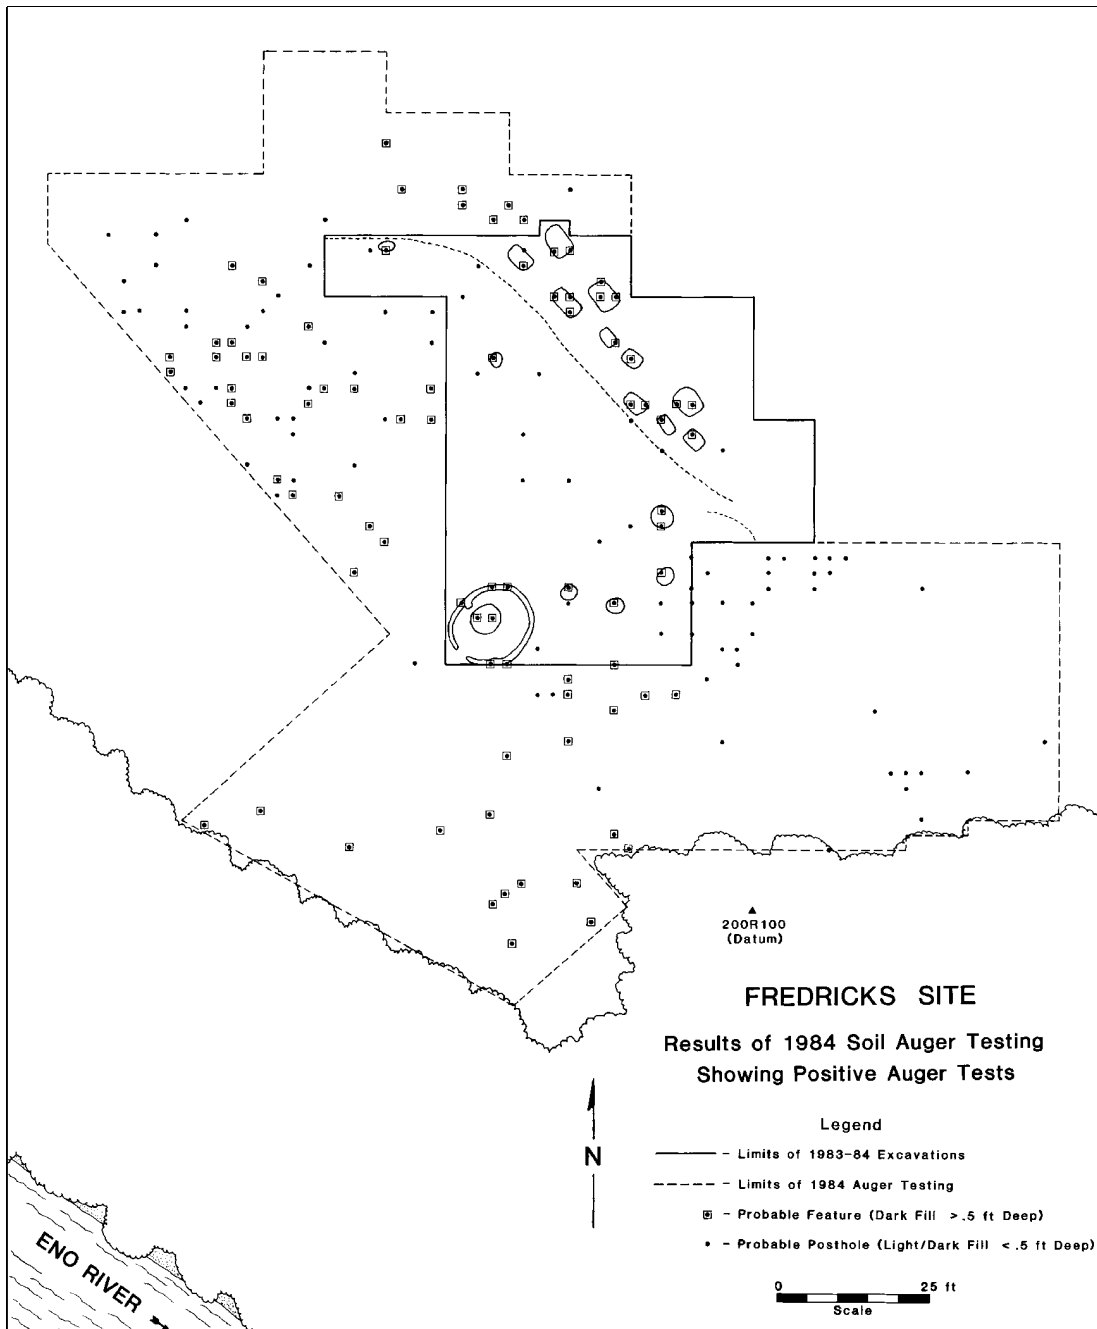 200R100
(Datum)
FREDRICKS SITE
Results of 1984 Soil Auger Testing
Showing Positive Auger Tests
Legend
– Limits of 1983-84 Excavations
– Limits of 1984 Auger Testing
– Probable Feature (Dark Fill > .5 ft Deep)
– Probable Posthole (Light/Dark Fill < .5 ft Deep)
N
0 25 ft
Scale
ENO RIVER